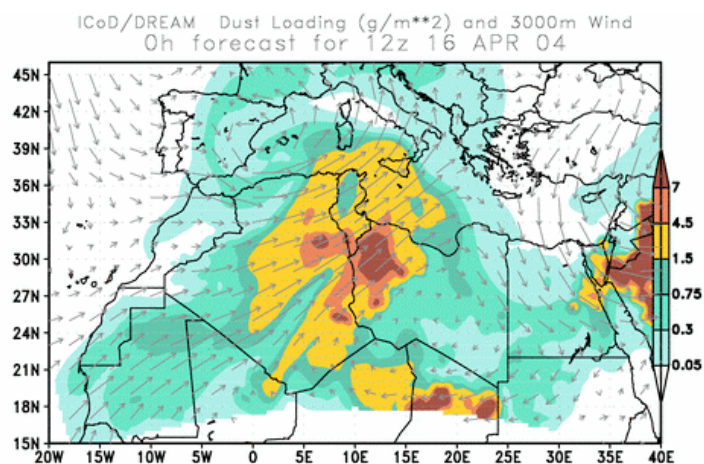 ICoD/DREAM Dust Loading (g/m**2) and 3000m Wind
0h forecast for 12z 16 APR 04
45N
42N
39N
36N
33N
30N
27N
24N
21N
18N
15N
20W 15W 10W 5W 0 5E 10E 15E 20E 25E 30E 35E 40E
7
4.5
1.5
0.75
0.3
0.05